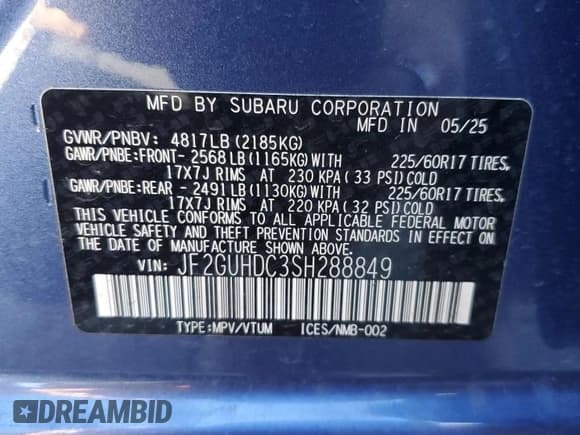 MFD BY SUBARU CORPORATION
MFD IN 05/25
GVWR/PNBV: 4817LB (2185KG)
GAWR/PNBE:FRONT- 2568LB(1165KG)WITH 225/60R17 TIRES,
17X7J RIMS AT 230 KPA (33 PSI)COLD
GAWR/PNBE:REAR - 2491LB(1130KG)WITH 225/60R17 TIRES,
17X7J RIMS AT 220 KPA (32 PSI)COLD
THIS VEHICLE CONFORMS TO ALL APPLICABLE FEDERAL MOTOR
VEHICLE SAFETY AND THEFT PREVENTION STANDARDS IN EFFECT
ON THE DATE OF MANUFACTURE SHOWN ABOVE.
VIN: JF2GUHDC3SH288849
TYPE:MPV/VTUM ICES/NMB-002
DREAMBID